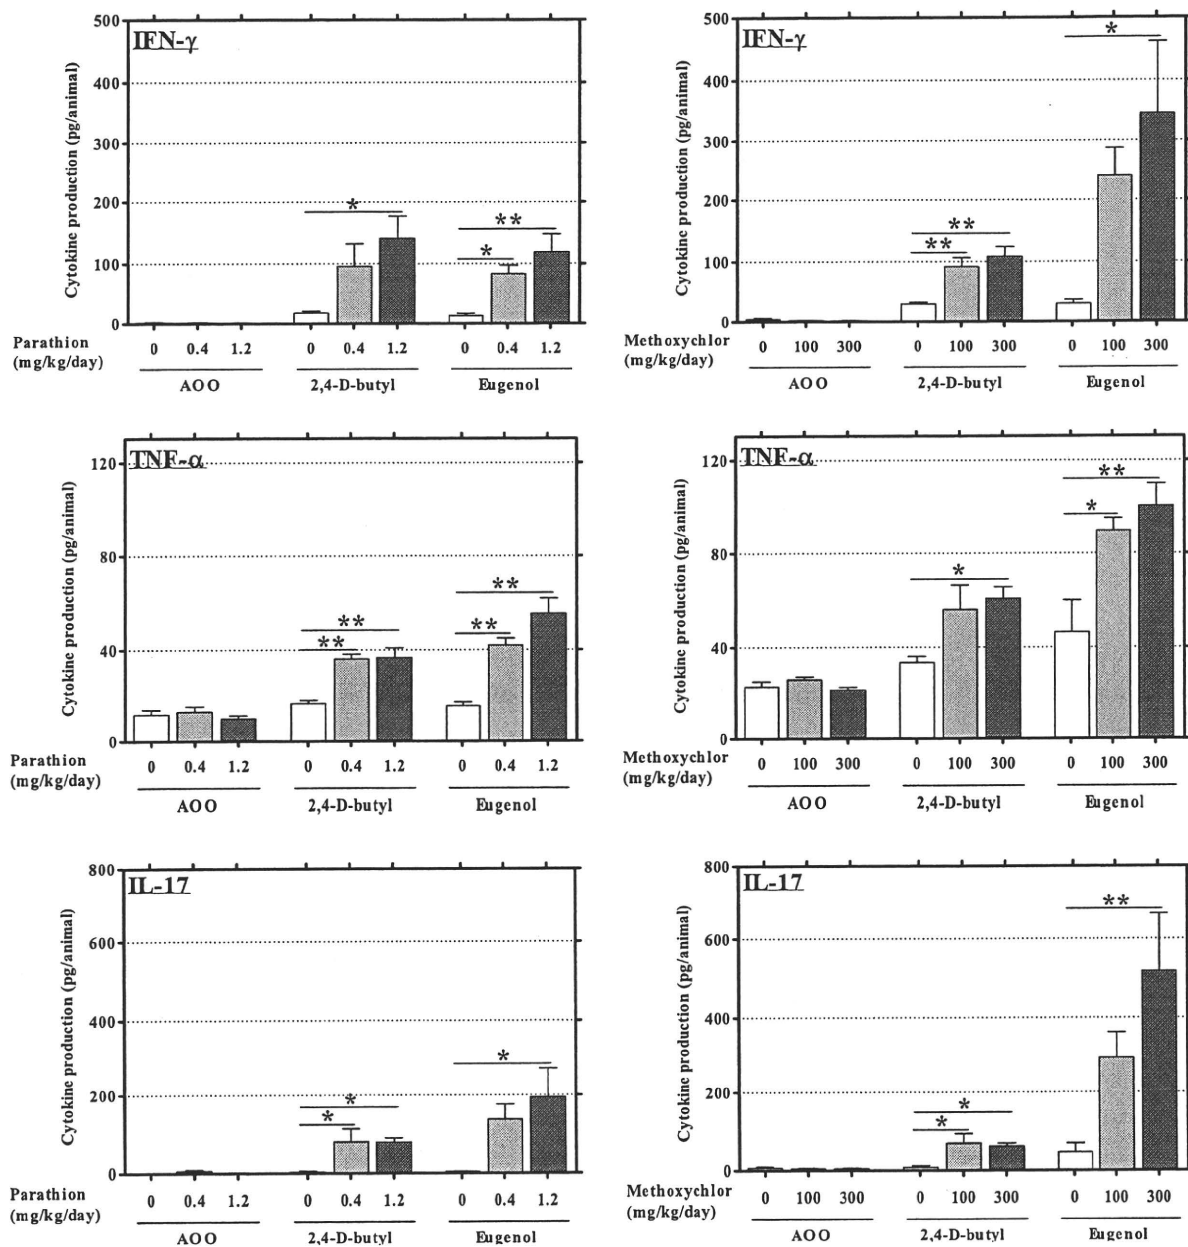 IFN-γ
Cytokine production (pg/animal)
500
400
300
200
100
0
*
*
**
Parathion
(mg/kg/day)
0 0.4 1.2 0 0.4 1.2 0 0.4 1.2
AOO 2,4-D-butyl Eugenol
IFN-γ
Cytokine production (pg/animal)
500
400
300
200
100
0
**
**
*
Methoxychlor
(mg/kg/day)
0 100 300 0 100 300 0 100 300
AOO 2,4-D-butyl Eugenol
TNF-α
Cytokine production (pg/animal)
120
80
40
0
**
**
**
**
Parathion
(mg/kg/day)
0 0.4 1.2 0 0.4 1.2 0 0.4 1.2
AOO 2,4-D-butyl Eugenol
TNF-α
Cytokine production (pg/animal)
120
80
40
0
*
*
**
Methoxychlor
(mg/kg/day)
0 100 300 0 100 300 0 100 300
AOO 2,4-D-butyl Eugenol
IL-17
Cytokine production (pg/animal)
800
600
400
200
0
*
*
*
Parathion
(mg/kg/day)
0 0.4 1.2 0 0.4 1.2 0 0.4 1.2
AOO 2,4-D-butyl Eugenol
IL-17
Cytokine production (pg/animal)
800
600
400
200
0
*
*
**
Methoxychlor
(mg/kg/day)
0 100 300 0 100 300 0 100 300
AOO 2,4-D-butyl Eugenol